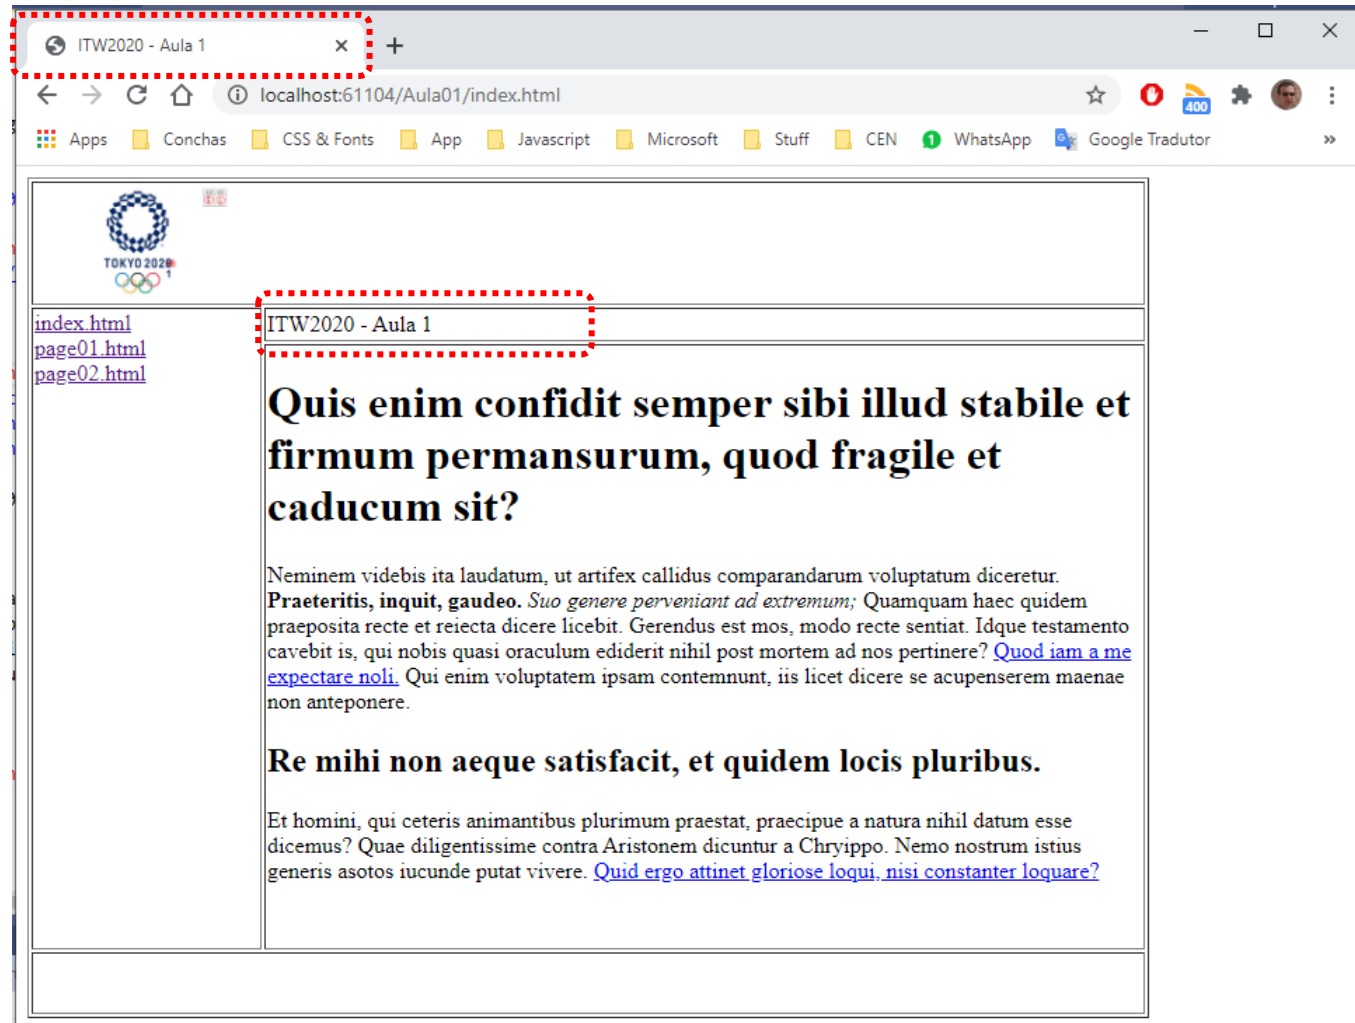 ITW2020 - Aula 1
localhost:61104/Aula01/index.html
400
Apps Conchas CSS & Fonts App Javascript Microsoft Stuff CEN 1 WhatsApp Google Tradutor »
TOKYO 2020
1
index.html
page01.html
page02.html
ITW2020 - Aula 1
Quis enim confidit semper sibi illud stabile et
firmum permansurum, quod fragile et
caducum sit?
Neminem videbis ita laudatum, ut artifex callidus comparandarum voluptatum diceretur.
Praeteritis, inquit, gaudeo. Suo genere perveniant ad extremum; Quamquam haec quidem
praeposita recte et reiecta dicere licebit. Gerendus est mos, modo recte sentiat. Idque testamento
cavebit is, qui nobis quasi oraculum ediderit nihil post mortem ad nos pertinere? Quod iam a me
expectare noli. Qui enim voluptatem ipsam contemnunt, iis licet dicere se acupenserem maenae
non anteponere.
Re mihi non aeque satisfacit, et quidem locis pluribus.
Et homini, qui ceteris animantibus plurimum praestat, praecipue a natura nihil datum esse
dicemus? Quae diligentissime contra Aristonem dicuntur a Chryippo. Nemo nostrum istius
generis asotos iucunde putat vivere. Quid ergo attinet gloriose loqui, nisi constanter loquare?